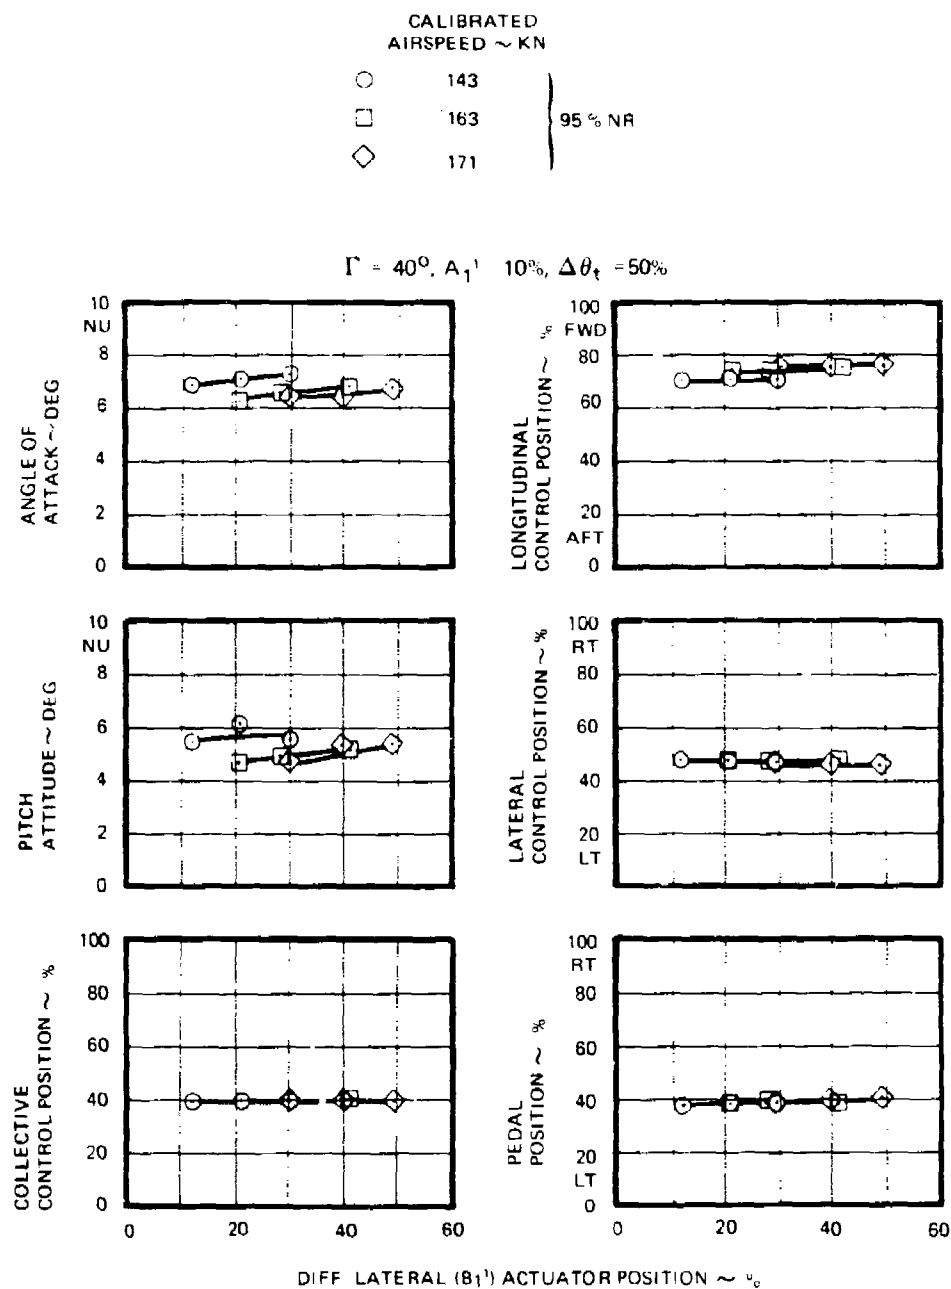 CALIBRATED
AIRSPEED ~ KN
143
163
171
95 % NR
Γ = 40°, A₁' 10%, Δθt = 50%
ANGLE OF
ATTACK ~ DEG
10
NU
8
6
4
2
0
LONGITUDINAL
CONTROL POSITION ~ %
100
FWD
80
60
40
20
AFT
0
PITCH
ATTITUDE ~ DEG
10
NU
8
6
4
2
0
LATERAL
CONTROL POSITION ~ %
100
RT
80
60
40
20
LT
0
COLLECTIVE
CONTROL POSITION ~ %
100
80
60
40
20
0
0 20 40 60
PEDAL
POSITION ~ %
100
RT
80
60
40
20
LT
0
0 20 40 60
DIFF LATERAL (B₁') ACTUATOR POSITION ~ %